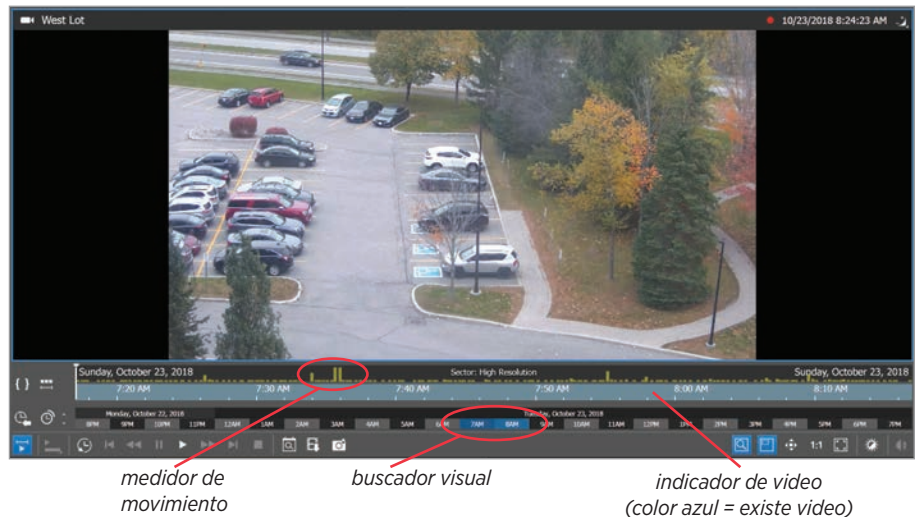 West Lot
10/23/2018 8:24:23 AM
Sunday, October 23, 2018
Sector: High Resolution
Sunday, October 23, 2018
7:20 AM 7:30 AM 7:40 AM 7:50 AM 8:00 AM 8:10 AM
Monday, October 22, 2018
Tuesday, October 23, 2018
8PM 9PM 10PM 11PM 12AM 1AM 2AM 3AM 4AM 5AM 6AM 7AM 8AM 9AM 10AM 11AM 12PM 1PM 2PM 3PM 4PM 5PM 6PM 7PM
1:1
medidor de
movimiento
buscador visual
indicador de video
(color azul = existe video)